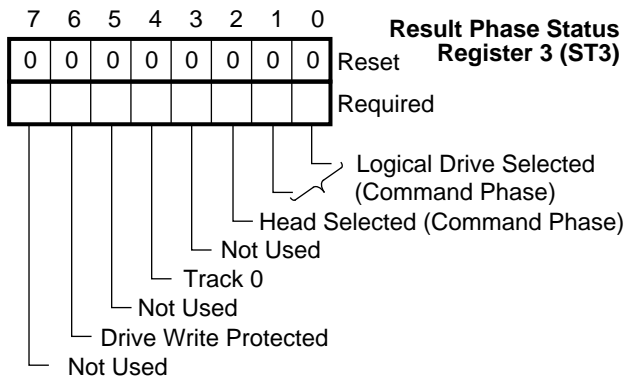 Result Phase Status
Register 3 (ST3)
7 6 5 4 3 2 1 0
0 0 0 0 0 0 0 0 Reset
Required
Logical Drive Selected
(Command Phase)
Head Selected (Command Phase)
Not Used
Track 0
Not Used
Drive Write Protected
Not Used